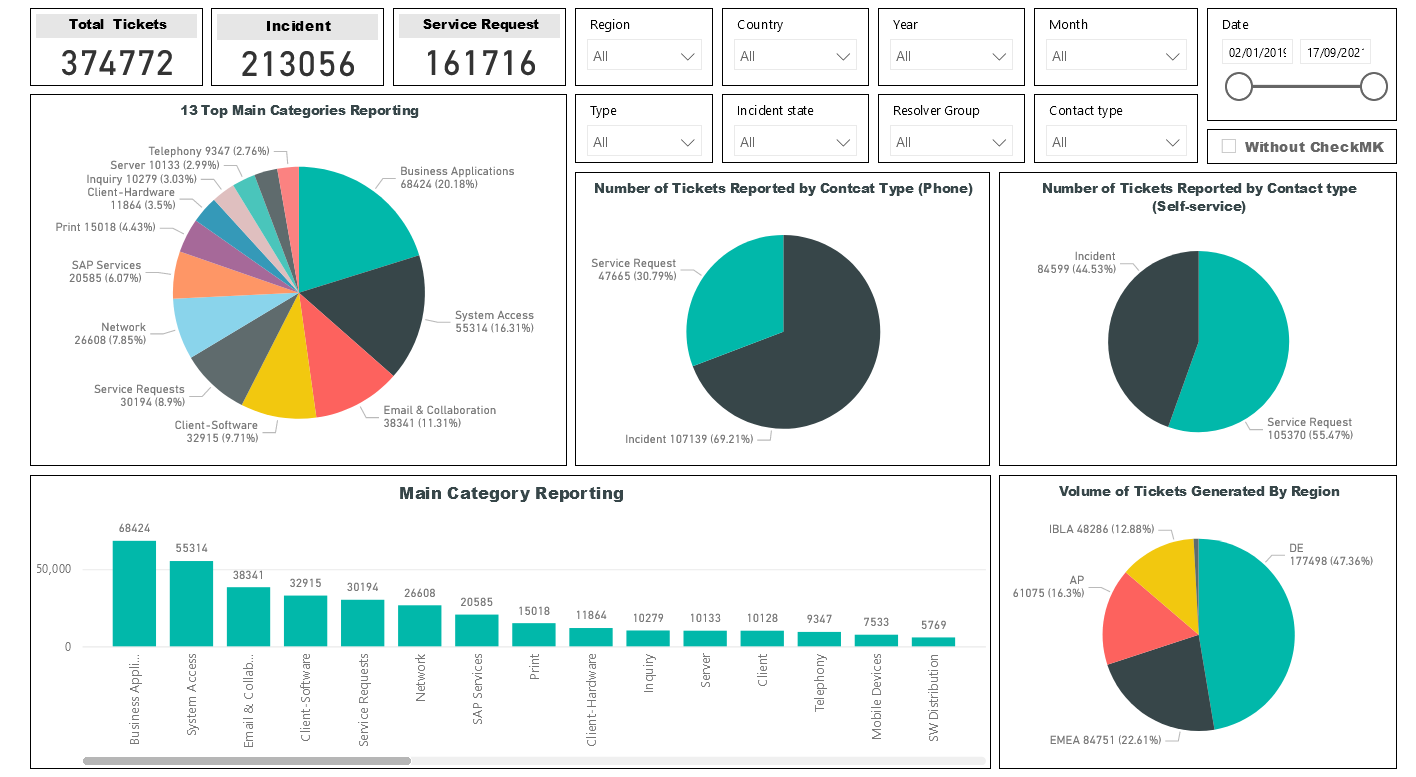 Total  Tickets
374772
Incident
213056
Service Request
161716
Region
All
Country
All
Year
All
Month
All
Date
02/01/2019
17/09/202
Type
All
Incident state
All
Resolver Group
All
Contact type
All
Without CheckMK
13 Top Main Categories Reporting
Telephony 9347 (2.76%)
Server 10133 (2.99%)
Inquiry 10279 (3.03%)
Client-Hardware
11864 (3.5%)
Print 15018 (4.43%)
SAP Services
20585 (6.07%)
Network
26608 (7.85%)
Service Requests
30194 (8.9%)
Client-Software
32915 (9.71%)
Business Applications
68424 (20.18%)
System Access
55314 (16.31%)
Email & Collaboration
38341 (11.31%)
Number of Tickets Reported by Contcat Type (Phone)
Service Request
47665 (30.79%)
Incident 107139 (69.21%)
Number of Tickets Reported by Contact type
(Self-service)
Incident
84599 (44.53%)
Service Request
105370 (55.47%)
Main Category Reporting
50,000
0
68424
55314
38341
32915
30194
26608
20585
15018
11864
10279
10133
10128
9347
7533
5769
Business Appli...
System Access
Email & Collab...
Client-Software
Service Requests
Network
SAP Services
Print
Client-Hardware
Inquiry
Server
Client
Telephony
Mobile Devices
SW Distribution
Volume of Tickets Generated By Region
IBLA 48286 (12.88%)
DE
177498 (47.36%)
AP
61075 (16.3%)
EMEA 84751 (22.61%)